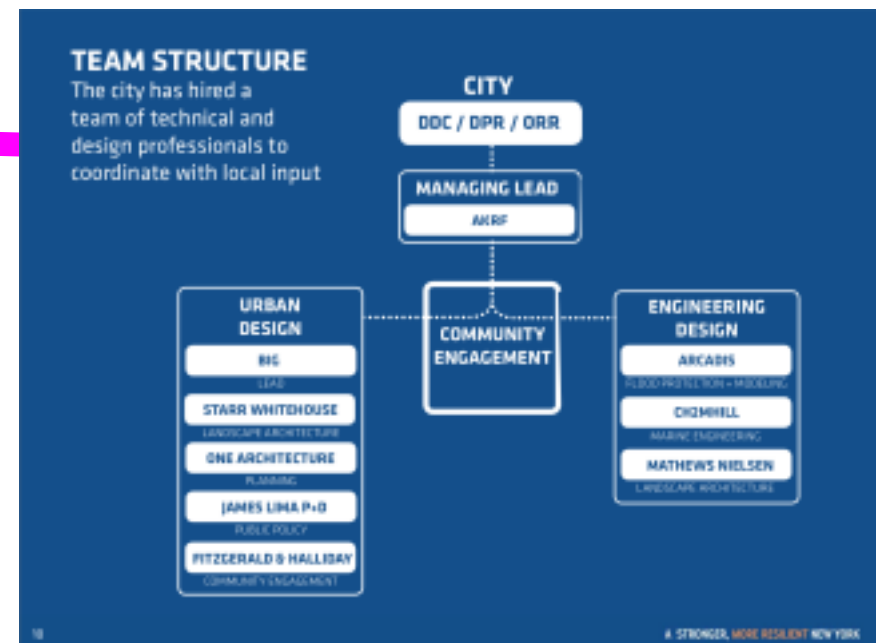 TEAM STRUCTURE
The city has hired a
team of technical and
design professionals to
coordinate with local input
CITY
DDC / DPR / ORR
MANAGING LEAD
AKRF
URBAN
DESIGN
BIG
LEAD
STARR WHITEHOUSE
LANDSCAPE ARCHITECTURE
ONE ARCHITECTURE
PLANNING
JAMES LIMA P+D
PUBLIC POLICY
FITZGERALD & HALLIDAY
COMMUNITY ENGAGEMENT
COMMUNITY
ENGAGEMENT
ENGINEERING
DESIGN
ARCADIS
FLOOD PROTECTION + MODELING
CH2MHILL
MARINE ENGINEERING
MATHEWS NIELSEN
LANDSCAPE ARCHITECTURE
10
A STRONGER, MORE RESILIENT NEW YORK